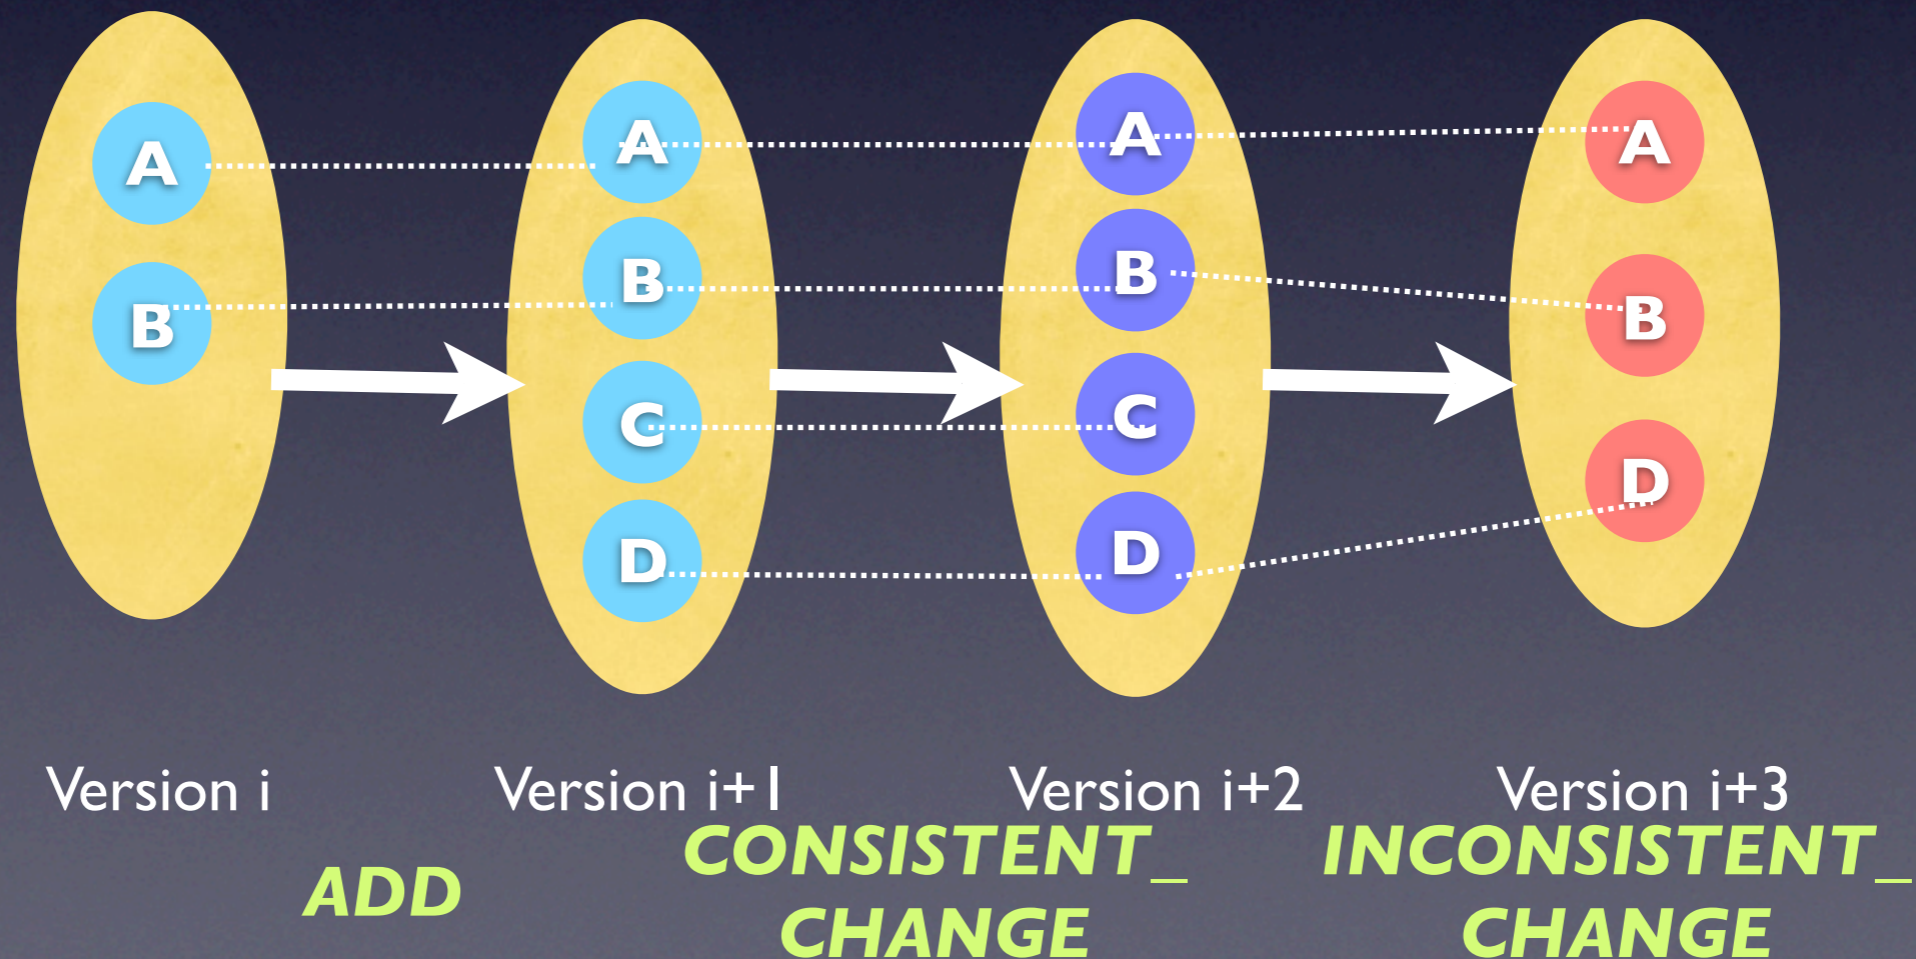 A
B
A
B
C
D
A
B
C
D
A
B
D
Version i
Version i+1
Version i+2
Version i+3
ADD
CONSISTENT_
CHANGE
INCONSISTENT_
CHANGE